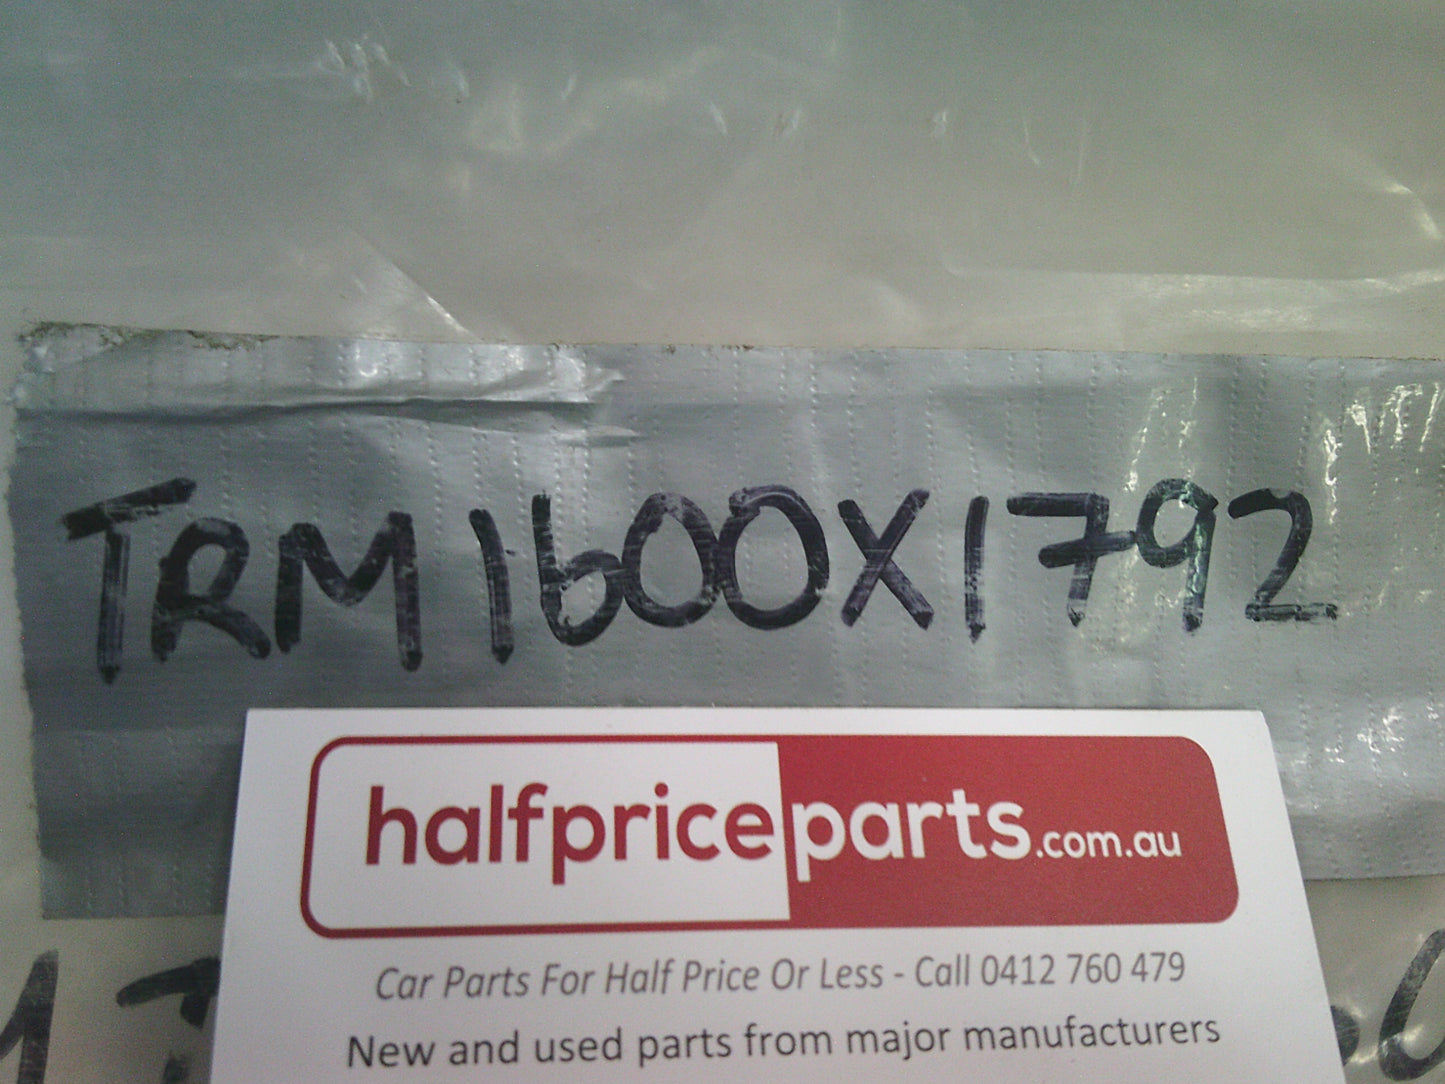 TRM1600X1792
halfpriceparts.com.au
Car Parts For Half Price Or Less - Call 0412 760 479
New and used parts from major manufacturers